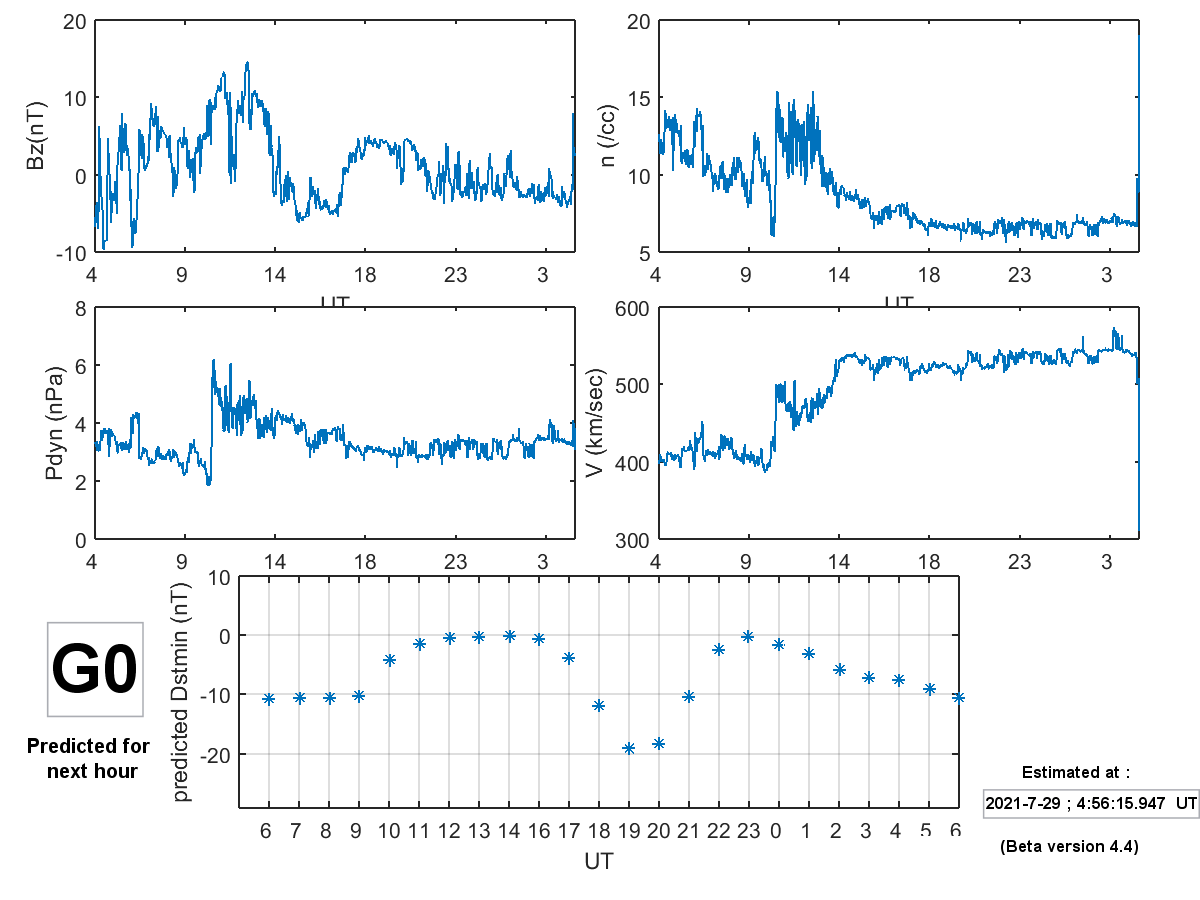 20
10
0
-10
Bz(nT)
4 9 14 18 23 3
UT
20
15
10
5
n (/cc)
4 9 14 18 23 3
UT
8
6
4
2
0
Pdyn (nPa)
4 9 14 18 23 3
600
500
400
300
V (km/sec)
4 9 14 18 23 3
10
0
-10
-20
predicted Dstmin (nT)
6 7 8 9 10 11 12 13 14 15 16 17 18 19 20 21 22 23 0 1 2 3 4 5 6
UT
G0
Predicted for
next hour
Estimated at :
2021-7-29 ; 4:56:15.947 UT
(Beta version 4.4)